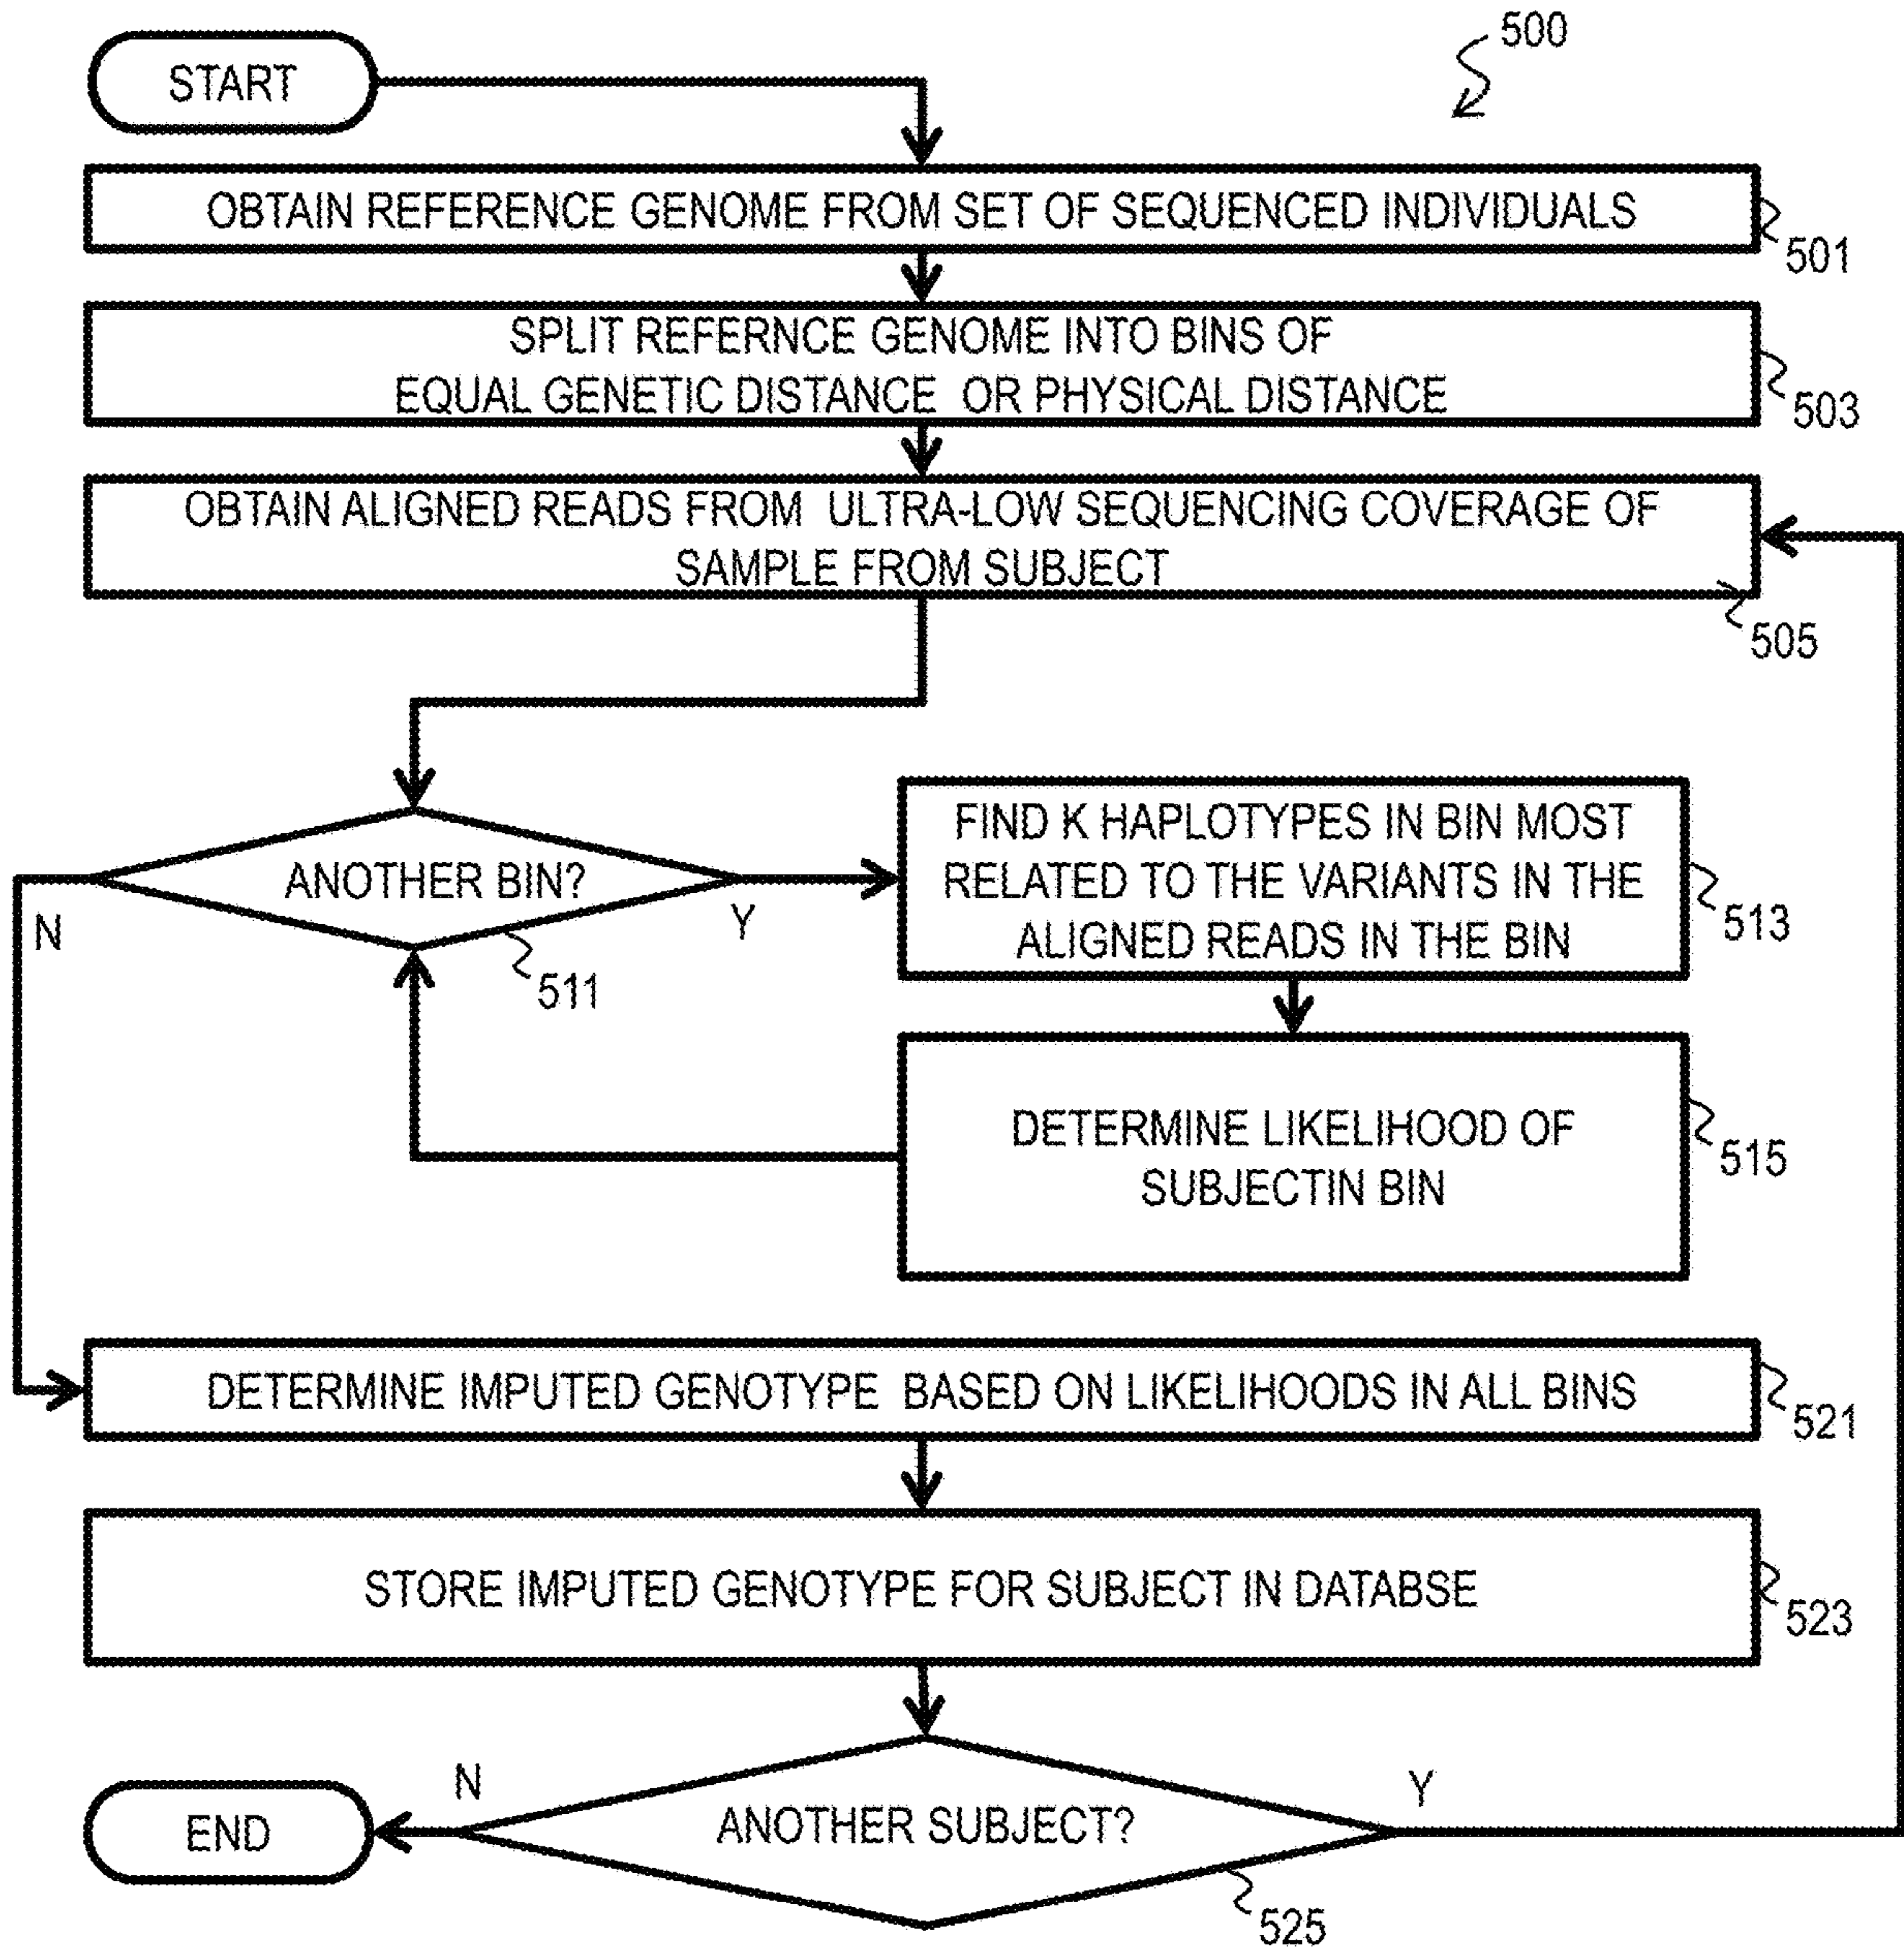 500
START
OBTAIN REFERENCE GENOME FROM SET OF SEQUENCED INDIVIDUALS
501
SPLIT REFERNCE GENOME INTO BINS OF
EQUAL GENETIC DISTANCE OR PHYSICAL DISTANCE
503
OBTAIN ALIGNED READS FROM ULTRA-LOW SEQUENCING COVERAGE OF
SAMPLE FROM SUBJECT
505
ANOTHER BIN?
N
Y
511
FIND K HAPLOTYPES IN BIN MOST
RELATED TO THE VARIANTS IN THE
ALIGNED READS IN THE BIN
513
DETERMINE LIKELIHOOD OF
SUBJECTIN BIN
515
DETERMINE IMPUTED GENOTYPE BASED ON LIKELIHOODS IN ALL BINS
521
STORE IMPUTED GENOTYPE FOR SUBJECT IN DATABSE
523
N
Y
END
ANOTHER SUBJECT?
525